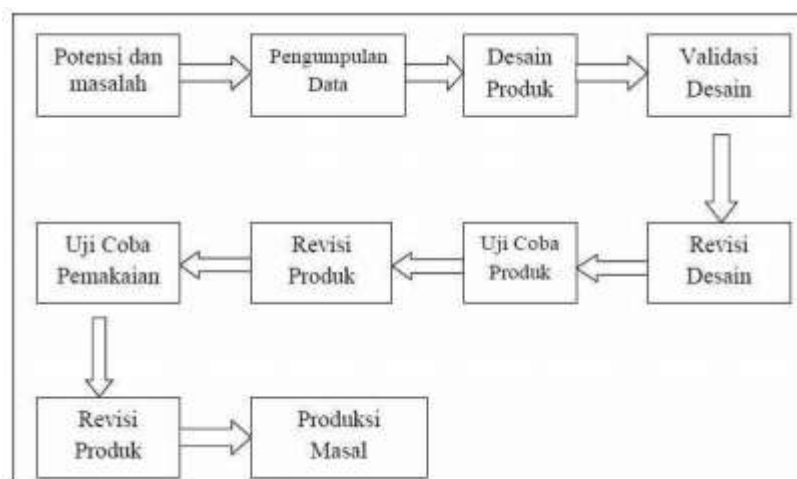 Potensi dan
masalah
Pengumpulan
Data
Desain
Produk
Validasi
Desain
Revisi
Desain
Uji Coba
Produk
Revisi
Produk
Uji Coba
Pemakaian
Revisi
Produk
Produksi
Masal